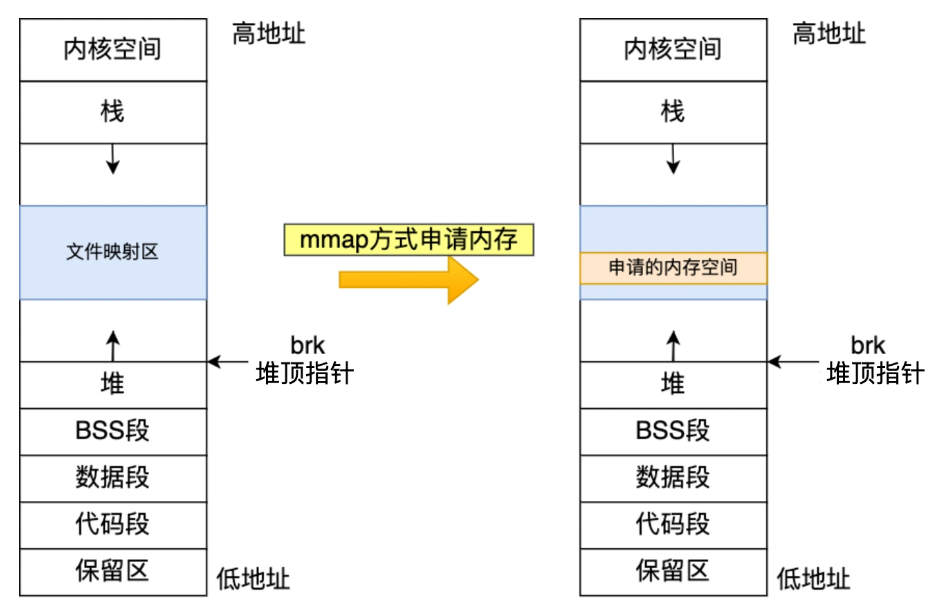 内核空间
高地址
栈
文件映射区
brk
堆顶指针
堆
BSS段
数据段
代码段
保留区
低地址
mmap方式申请内存
内核空间
高地址
栈
申请的内存空间
brk
堆顶指针
堆
BSS段
数据段
代码段
保留区
低地址